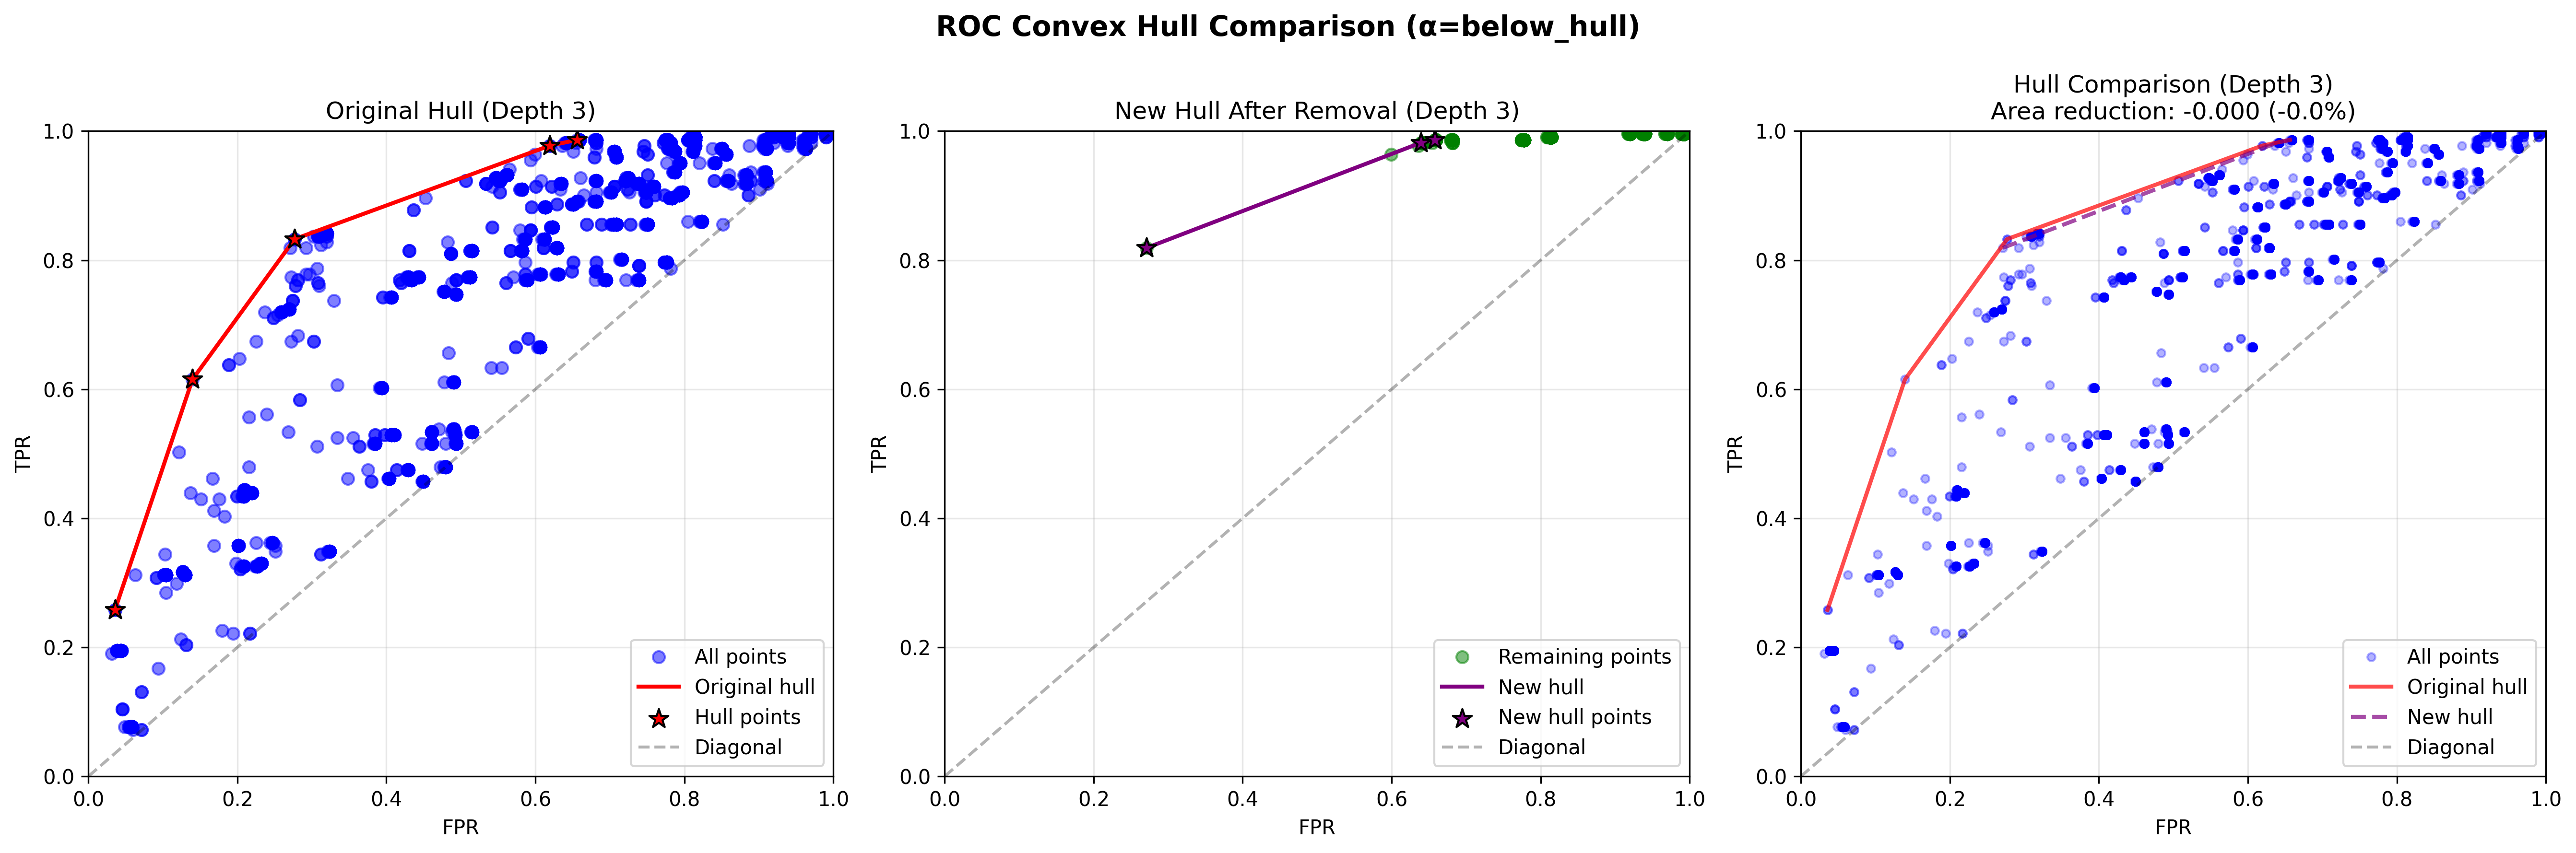 ROC Convex Hull Comparison (α=below_hull)
Original Hull (Depth 3)
1.0
0.8
0.6
0.4
0.2
0.0
TPR
0.0 0.2 0.4 0.6 0.8 1.0
FPR
All points
Original hull
Hull points
Diagonal
New Hull After Removal (Depth 3)
1.0
0.8
0.6
0.4
0.2
0.0
TPR
0.0 0.2 0.4 0.6 0.8 1.0
FPR
Remaining points
New hull
New hull points
Diagonal
Hull Comparison (Depth 3)
Area reduction: -0.000 (-0.0%)
1.0
0.8
0.6
0.4
0.2
0.0
TPR
0.0 0.2 0.4 0.6 0.8 1.0
FPR
All points
Original hull
New hull
Diagonal